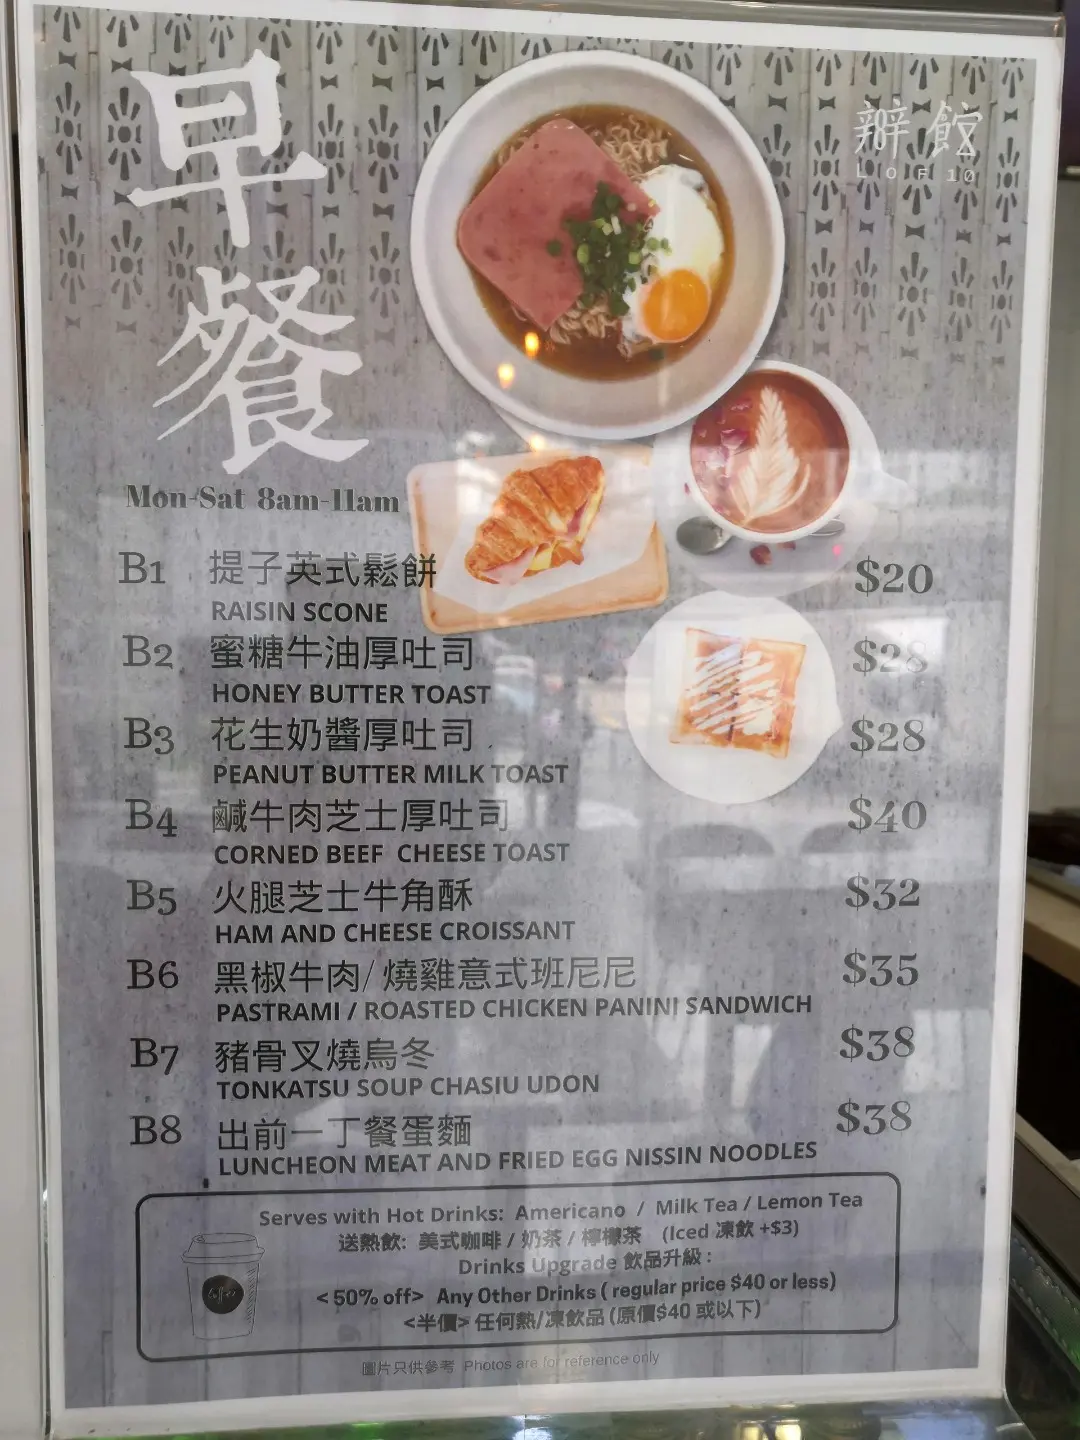 早餐
辦館
LoF10
Mon-Sat 8am-11am
B1 提子英式鬆餅 $20
RAISIN SCONE
B2 蜜糖牛油厚吐司 $28
HONEY BUTTER TOAST
B3 花生奶醬厚吐司 $28
PEANUT BUTTER MILK TOAST
B4 鹹牛肉芝士厚吐司 $40
CORNED BEEF CHEESE TOAST
B5 火腿芝士牛角酥 $32
HAM AND CHEESE CROISSANT
B6 黑椒牛肉/燒雞意式班尼尼 $35
PASTRAMI / ROASTED CHICKEN PANINI SANDWICH
B7 豬骨叉燒烏冬 $38
TONKATSU SOUP CHASIU UDON
B8 出前一丁餐蛋麵 $38
LUNCHEON MEAT AND FRIED EGG NISSIN NOODLES
Serves with Hot Drinks: Americano / Milk Tea / Lemon Tea
送熱飲: 美式咖啡 / 奶茶 / 檸檬茶 (Iced 凍飲 +$3)
Drinks Upgrade 飲品升級 :
<50% off> Any Other Drinks ( regular price $40 or less)
<半價> 任何熱/凍飲品 (原價$40 或以下)
圖片只供參考 Photos are for reference only